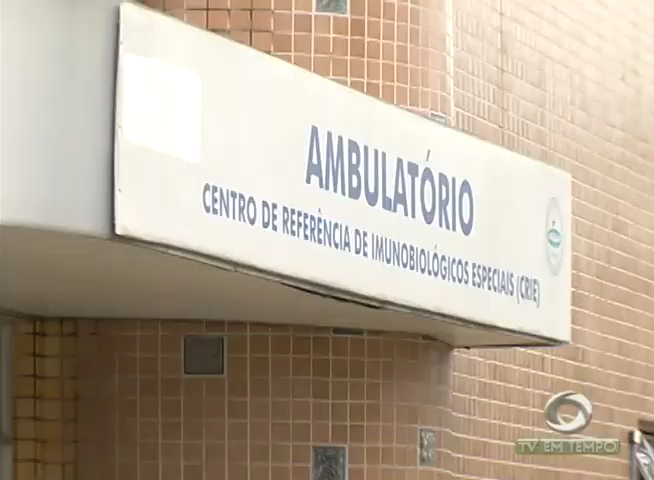 AMBULATÓRIO
CENTRO DE REFERÊNCIA DE IMUNOBIOLÓGICOS ESPECIAIS (CRIE)
TV EM TEMPO